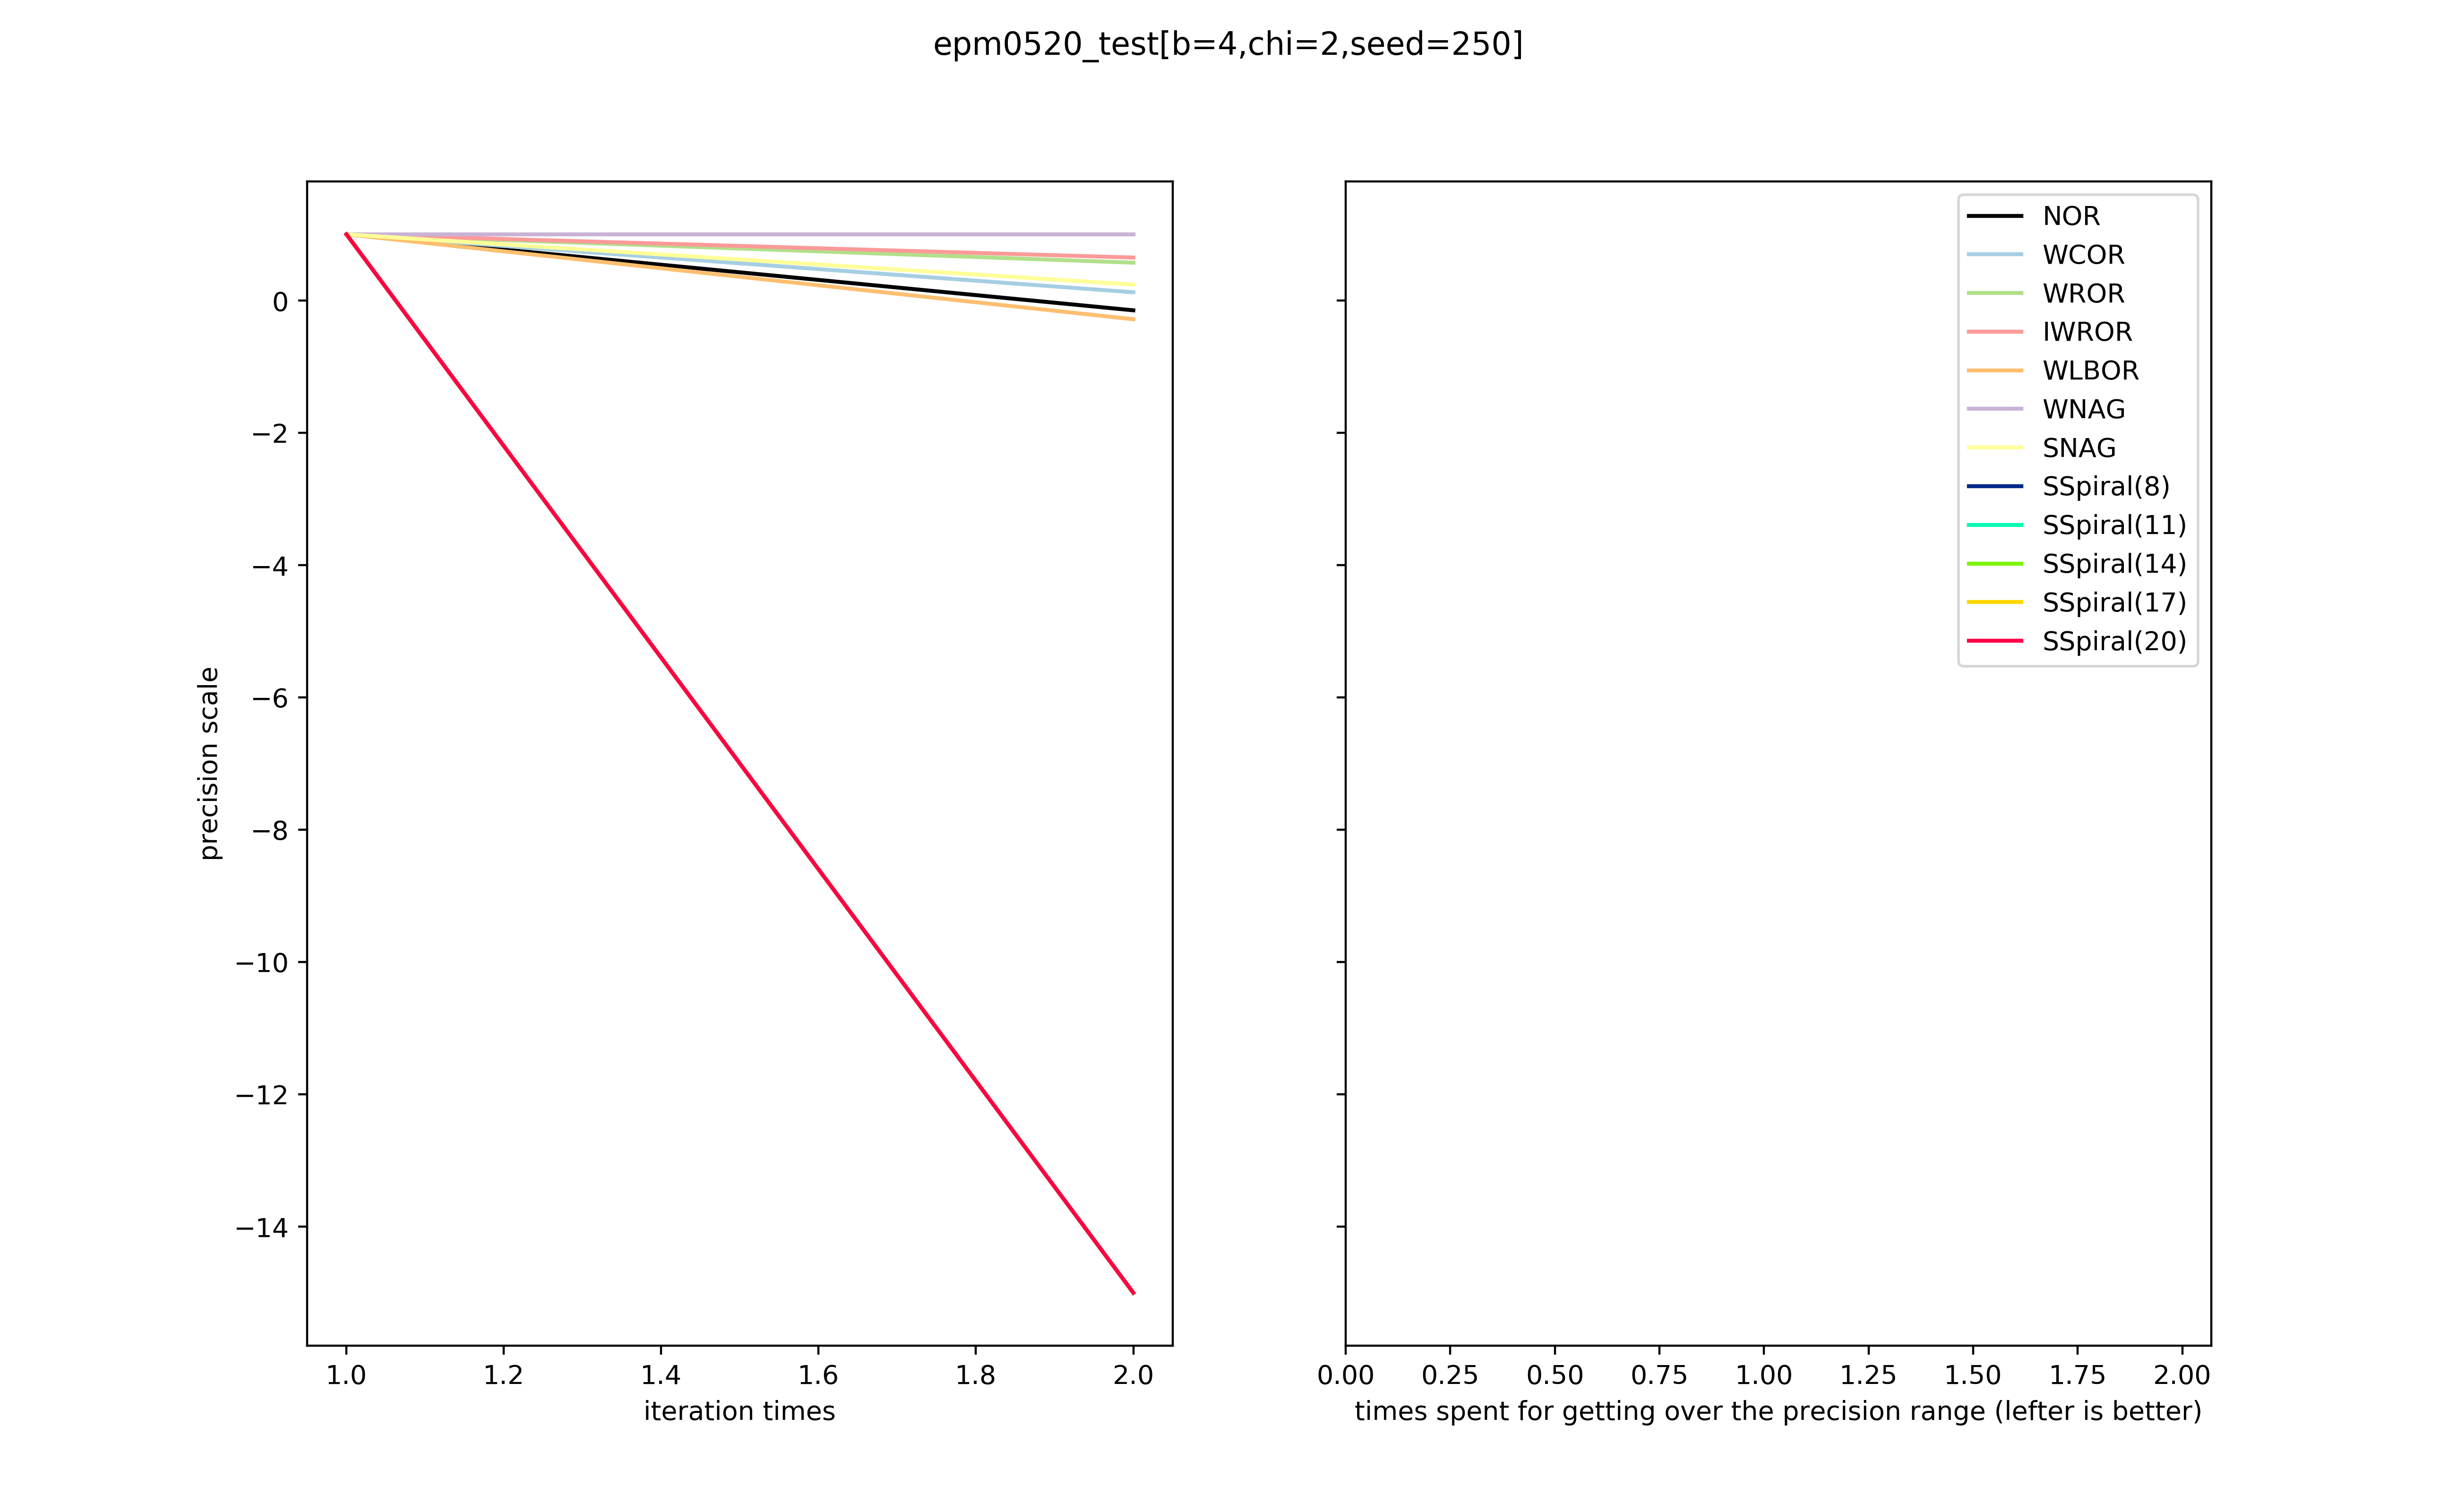 epm0520_test[b=4,chi=2,seed=250]
precision scale
0
−2
−4
−6
−8
−10
−12
−14
1.0 1.2 1.4 1.6 1.8 2.0
iteration times
NOR
WCOR
WROR
IWROR
WLBOR
WNAG
SNAG
SSpiral(8)
SSpiral(11)
SSpiral(14)
SSpiral(17)
SSpiral(20)
0.00 0.25 0.50 0.75 1.00 1.25 1.50 1.75 2.00
times spent for getting over the precision range (lefter is better)